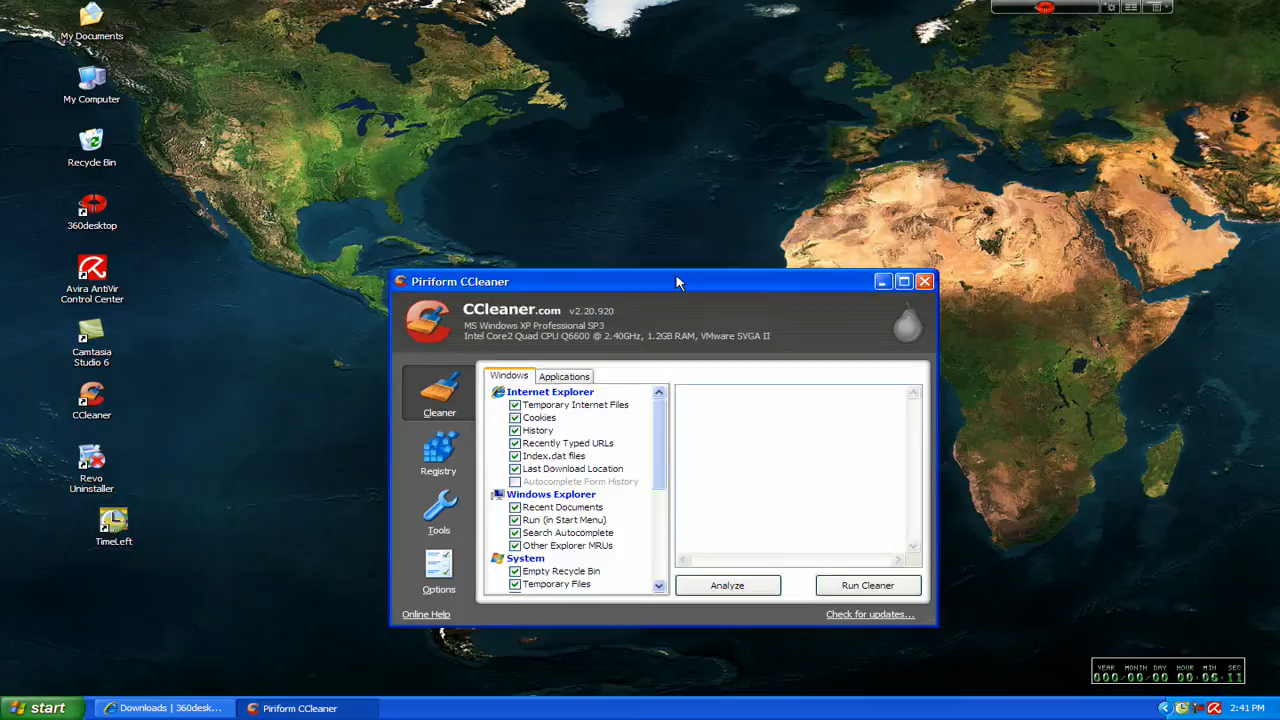 My Documents
My Computer
Recycle Bin
360desktop
Avira AntiVir
Control Center
Camtasia
Studio 6
CCleaner
Revo
Uninstaller
TimeLeft
Piriform CCleaner
CCleaner.com v2.20.920
MS Windows XP Professional SP3
Intel Core2 Quad CPU Q6600 @ 2.40GHz, 1.2GB RAM, VMware SVGA II
Cleaner
Registry
Tools
Options
Windows
Applications
Internet Explorer
Temporary Internet Files
Cookies
History
Recently Typed URLs
Index.dat files
Last Download Location
Autocomplete Form History
Windows Explorer
Recent Documents
Run (in Start Menu)
Search Autocomplete
Other Explorer MRUs
System
Empty Recycle Bin
Temporary Files
Analyze
Run Cleaner
Online Help
Check for updates...
YEAR MONTH DAY HOUR MIN SEC
000/00/00 00:06:11
start
Downloads | 360desk...
Piriform CCleaner
2:41 PM